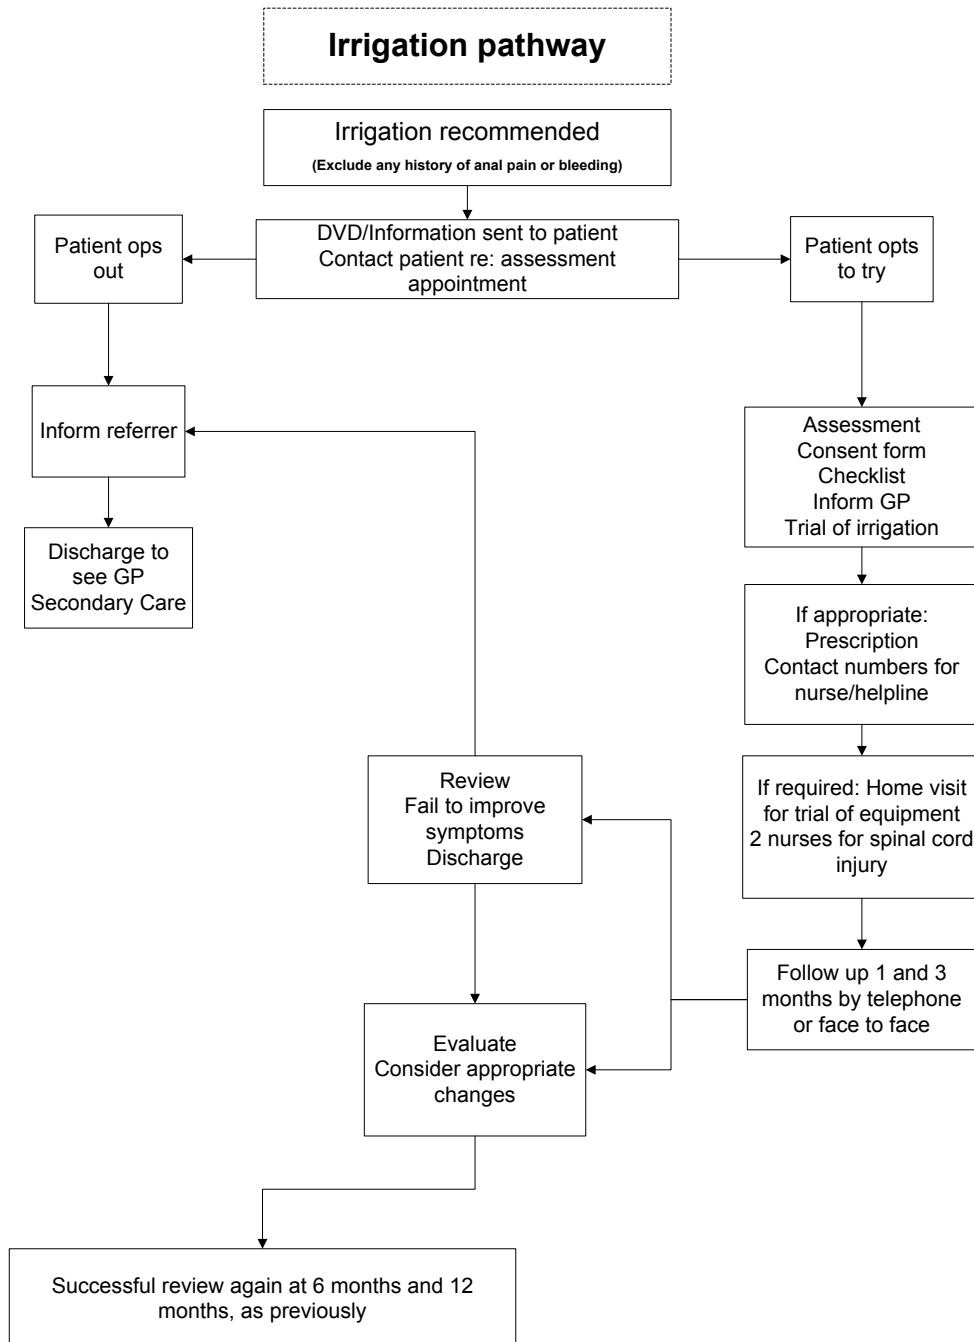 Irrigation pathway
Irrigation recommended
(Exclude any history of anal pain or bleeding)
DVD/Information sent to patient
Contact patient re: assessment
appointment
Patient ops
out
Patient opts
to try
Inform referrer
Discharge to
see GP
Secondary Care
Assessment
Consent form
Checklist
Inform GP
Trial of irrigation
If appropriate:
Prescription
Contact numbers for
nurse/helpline
If required: Home visit
for trial of equipment
2 nurses for spinal cord
injury
Follow up 1 and 3
months by telephone
or face to face
Review
Fail to improve
symptoms
Discharge
Evaluate
Consider appropriate
changes
Successful review again at 6 months and 12
months, as previously